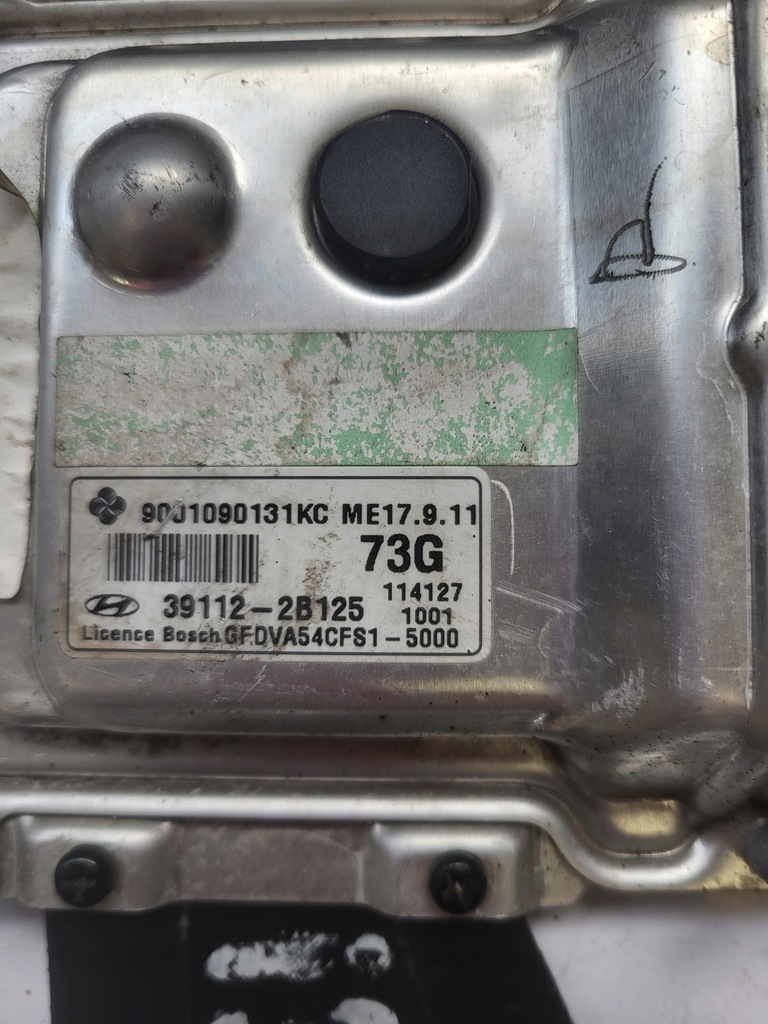 9001090131KC ME17.9.11
73G
114127
39112-2B125 1001
Licence Bosch GFDVA54CFS1-5000